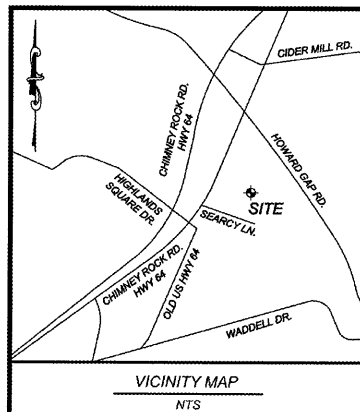 CIDER MILL RD.
CHIMNEY ROCK RD.
HWY 64
HOWARD GAP RD.
HIGHLANDS
SQUARE DR.
SITE
SEARCY LN.
CHIMNEY ROCK RD.
HWY 64
OLD US HWY 64
WADDELL DR.
VICINITY MAP
NTS